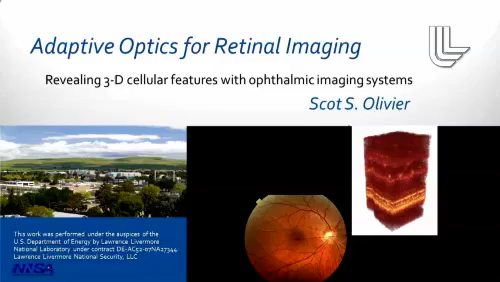 Adaptive Optics for Retinal Imaging
Revealing 3-D cellular features with ophthalmic imaging systems
Scot S. Olivier
This work was performed under the auspices of the
U.S. Department of Energy by Lawrence Livermore
National Laboratory under contract DE-AC52-07NA27344
Lawrence Livermore National Security, LLC
NNSA